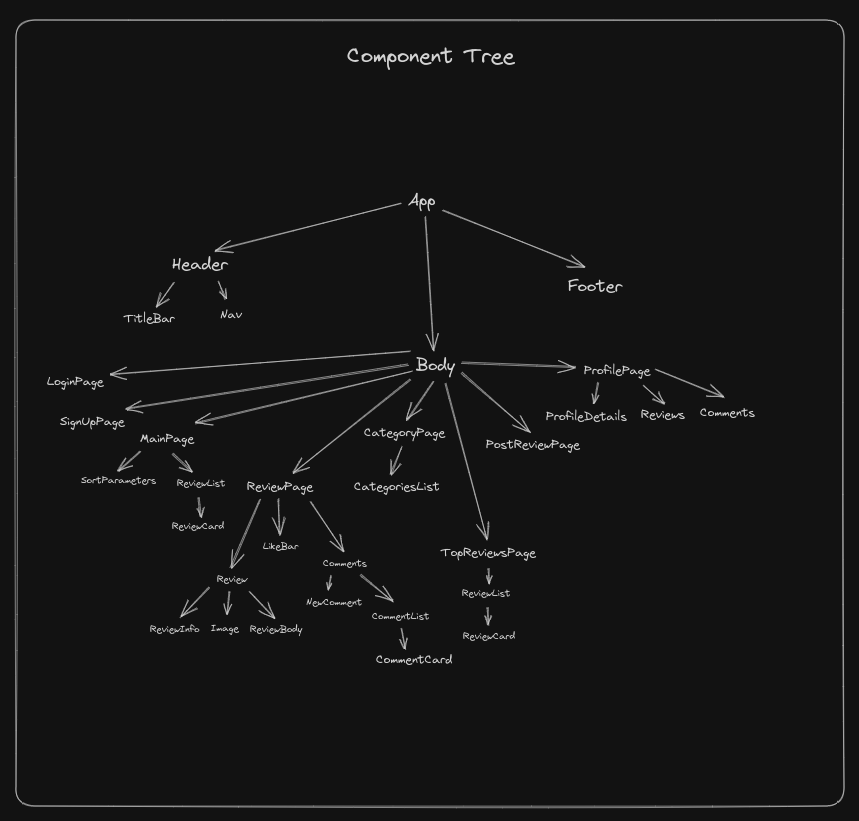 Component Tree
App
Header
Footer
TitleBar
Nav
Body
LoginPage
ProfilePage
SignUpPage
ProfileDetails
Reviews
Comments
MainPage
CategoryPage
PostReviewPage
SortParameters
ReviewList
ReviewPage
CategoriesList
ReviewCard
LikeBar
TopReviewsPage
Comments
Review
ReviewList
NewComment
CommentList
ReviewInfo
Image
ReviewBody
ReviewCard
CommentCard